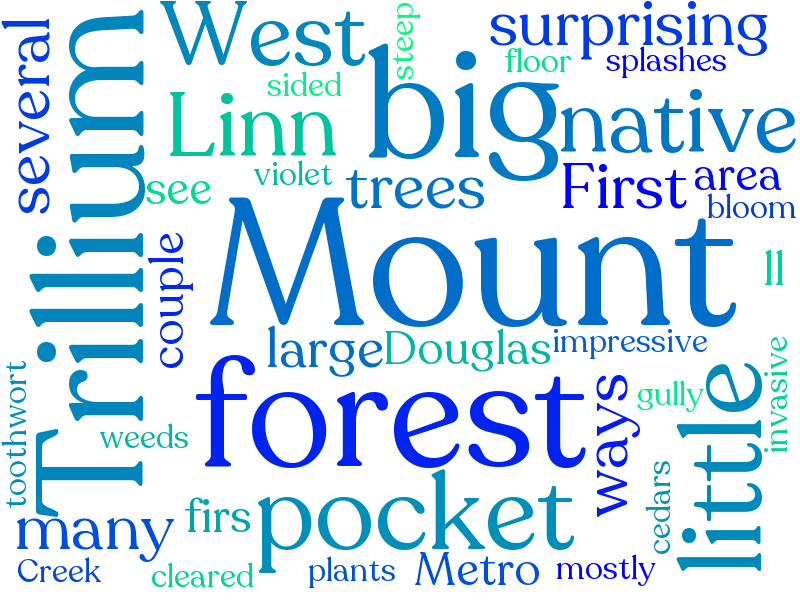 West
steep
surprising
several
Trillium
sided
floor
splashes
Linn
big
native
violet
see
trees
First
area
bloom
Mount
couple
ll
large
Douglas
impressive
forest
toothwort
weeds
ways
gully
invasive
little
many
firs
pocket
cedars
Creek
cleared
plants
Metro
mostly